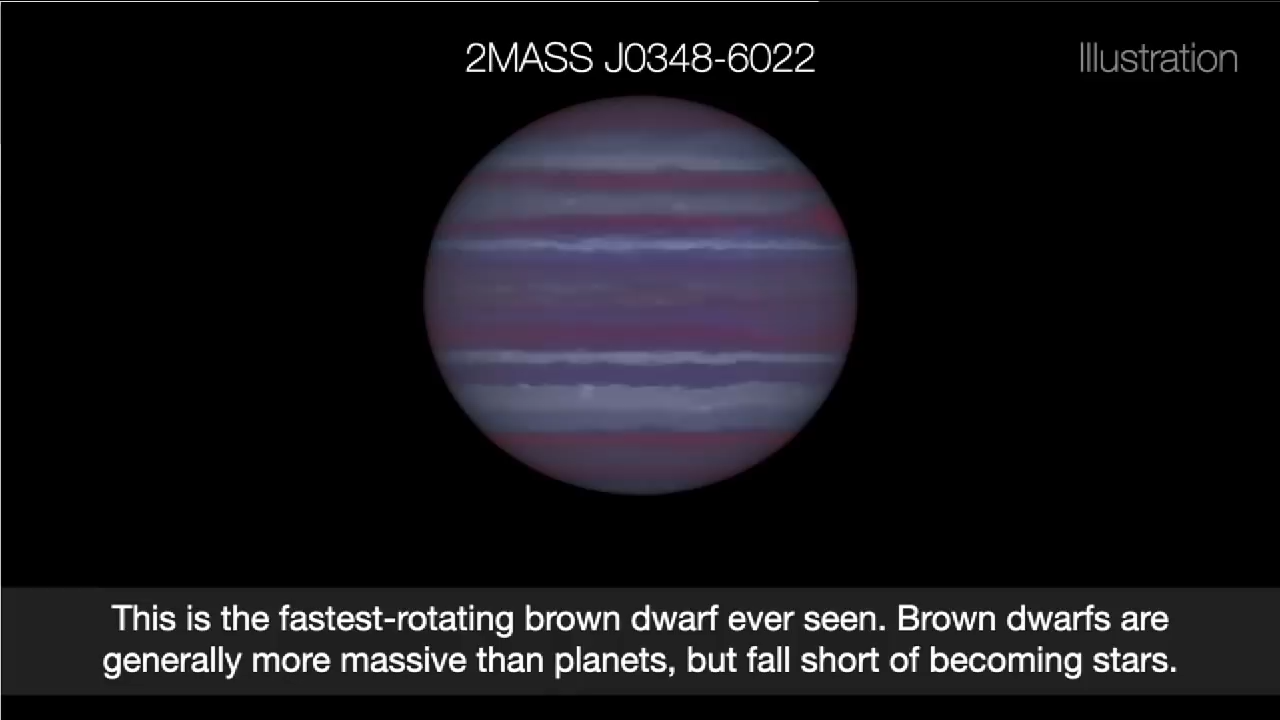 2MASS J0348-6022
Illustration
This is the fastest-rotating brown dwarf ever seen. Brown dwarfs are
generally more massive than planets, but fall short of becoming stars.